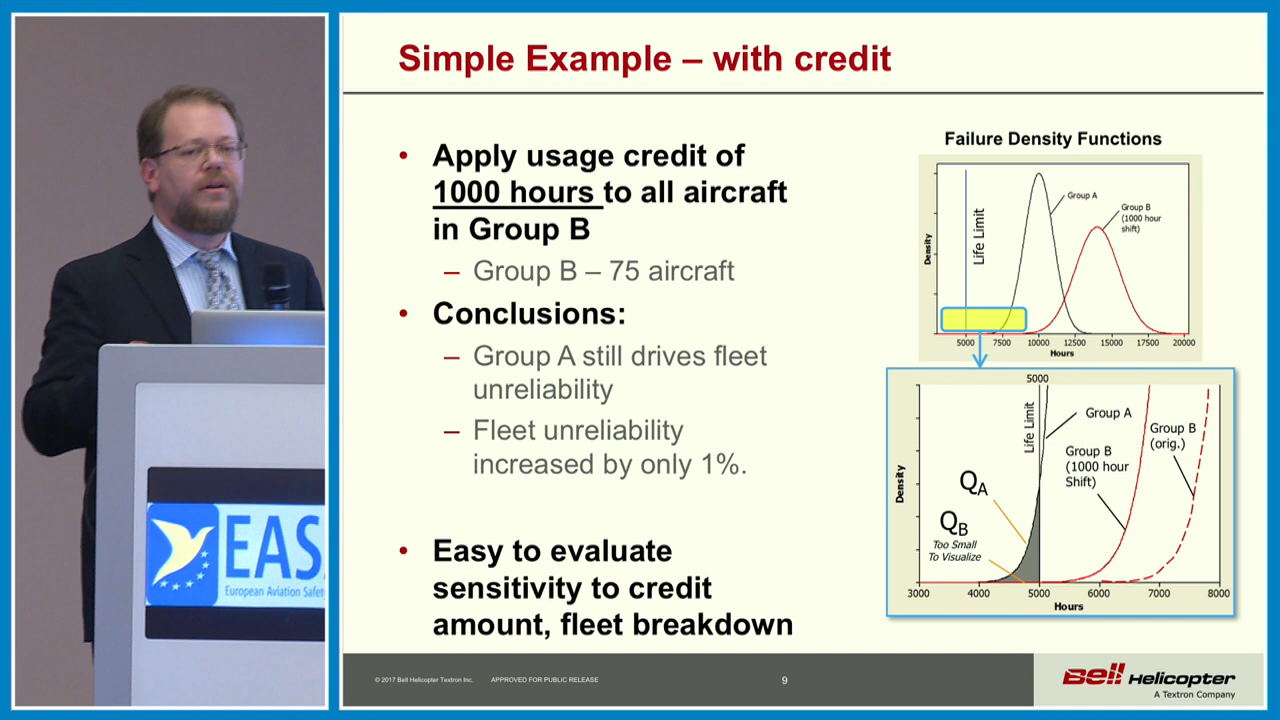 Simple Example – with credit
• Apply usage credit of
1000 hours to all aircraft
in Group B
– Group B – 75 aircraft
• Conclusions:
– Group A still drives fleet
unreliability
– Fleet unreliability
increased by only 1%.
• Easy to evaluate
sensitivity to credit
amount, fleet breakdown
Failure Density Functions
Density
Life Limit
Group A
Group B
(1000 hour
shift)
5000 7500 10000 12500 15000 17500 20000
Hours
5000
Density
Life Limit
Group A
Group B
(orig.)
Group B
(1000 hour
Shift)
QA
QB
Too Small
To Visualize
3000 4000 5000 6000 7000 8000
Hours
EAS
European Aviation Safet
© 2017 Bell Helicopter Textron Inc. APPROVED FOR PUBLIC RELEASE
9
Bell Helicopter
A Textron Company